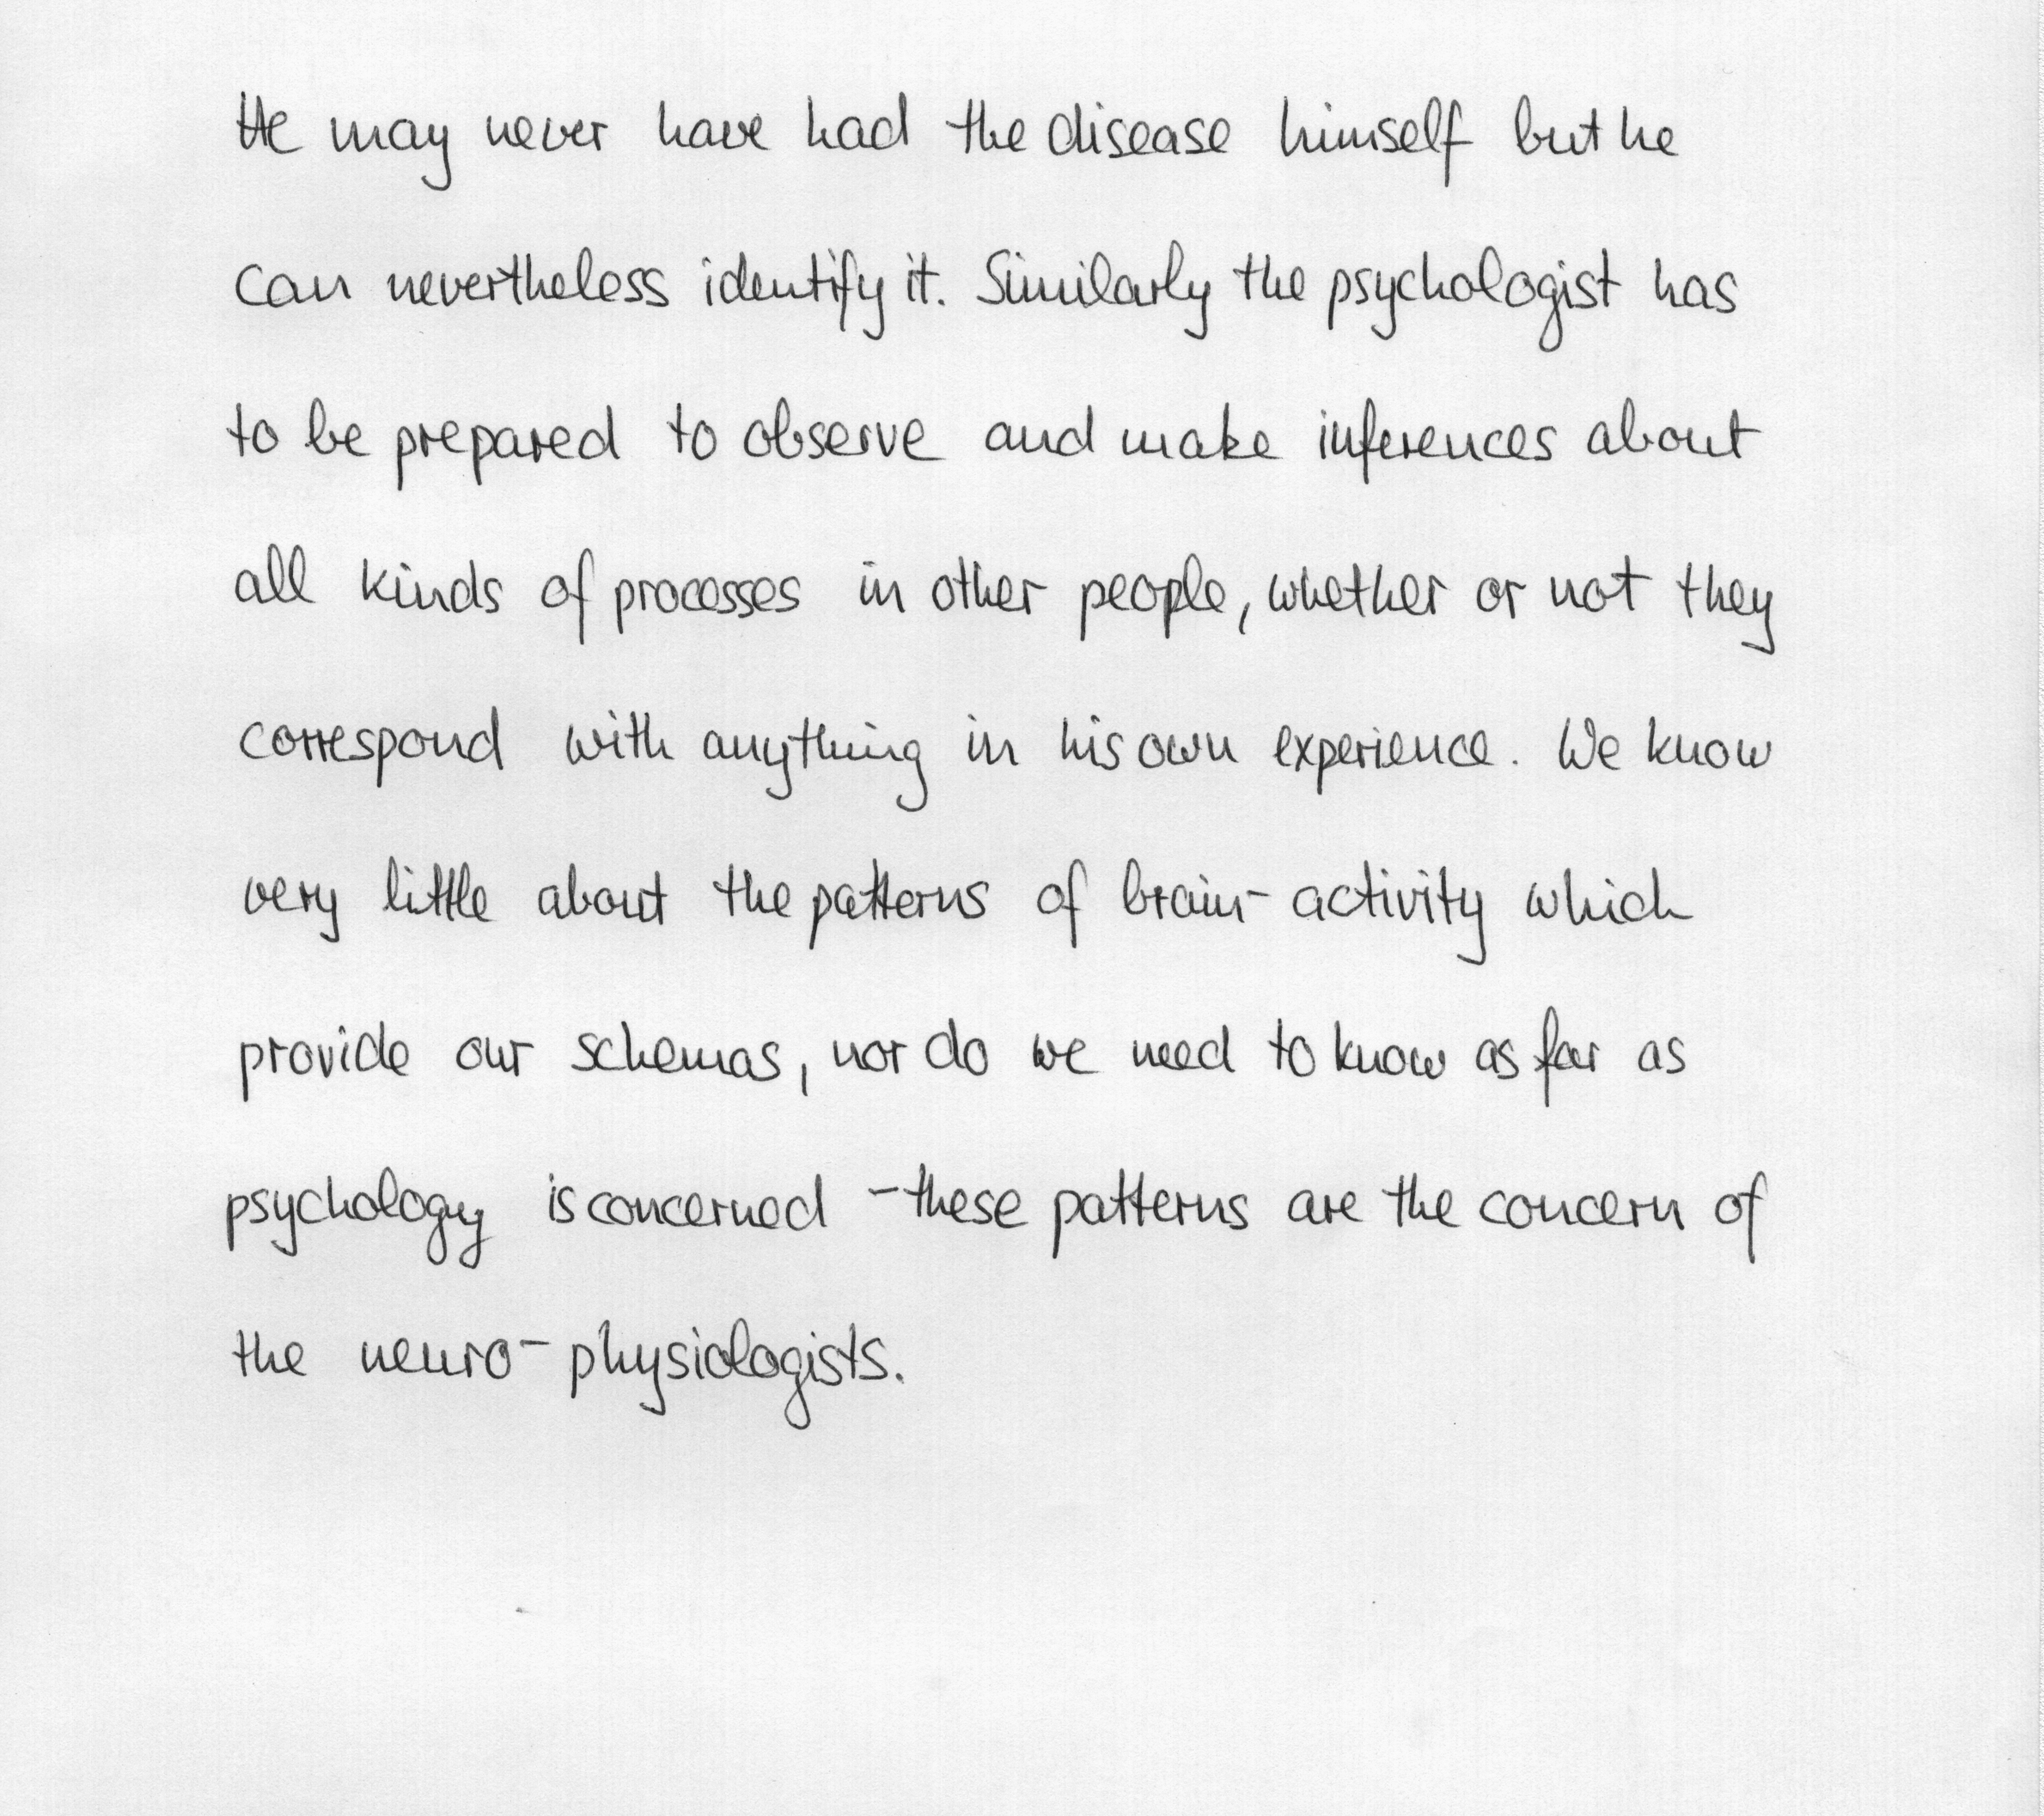 He may never have had the disease himself but he
can nevertheless identify it. Similarly the psychologist has
to be prepared to observe and make inferences about
all kinds of processes in other people, whether or not they
correspond with anything in his own experience. We know
very little about the patterns of brain-activity which
provide our schemas, nor do we need to know as far as
psychology is concerned - these patterns are the concern of
the neuro-physiologists.